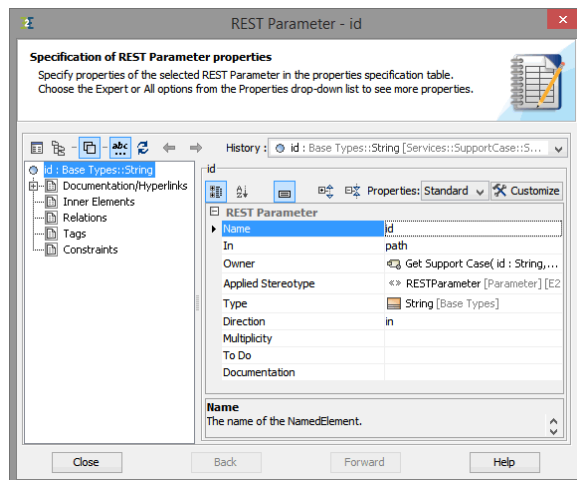 REST Parameter - id
Specification of REST Parameter properties
Specify properties of the selected REST Parameter in the properties specification table.
Choose the Expert or All options from the Properties drop-down list to see more properties.
abc
History : id : Base Types::String [Services::SupportCase::S...
id : Base Types::String
Documentation/Hyperlinks
Inner Elements
Relations
Tags
Constraints
id
Properties: Standard Customize
REST Parameter
Name id
In path
Owner Get Support Case( id : String,...
Applied Stereotype «» RESTParameter [Parameter] [E2
Type String [Base Types]
Direction in
Multiplicity
To Do
Documentation
Name
The name of the NamedElement.
Close Back Forward Help